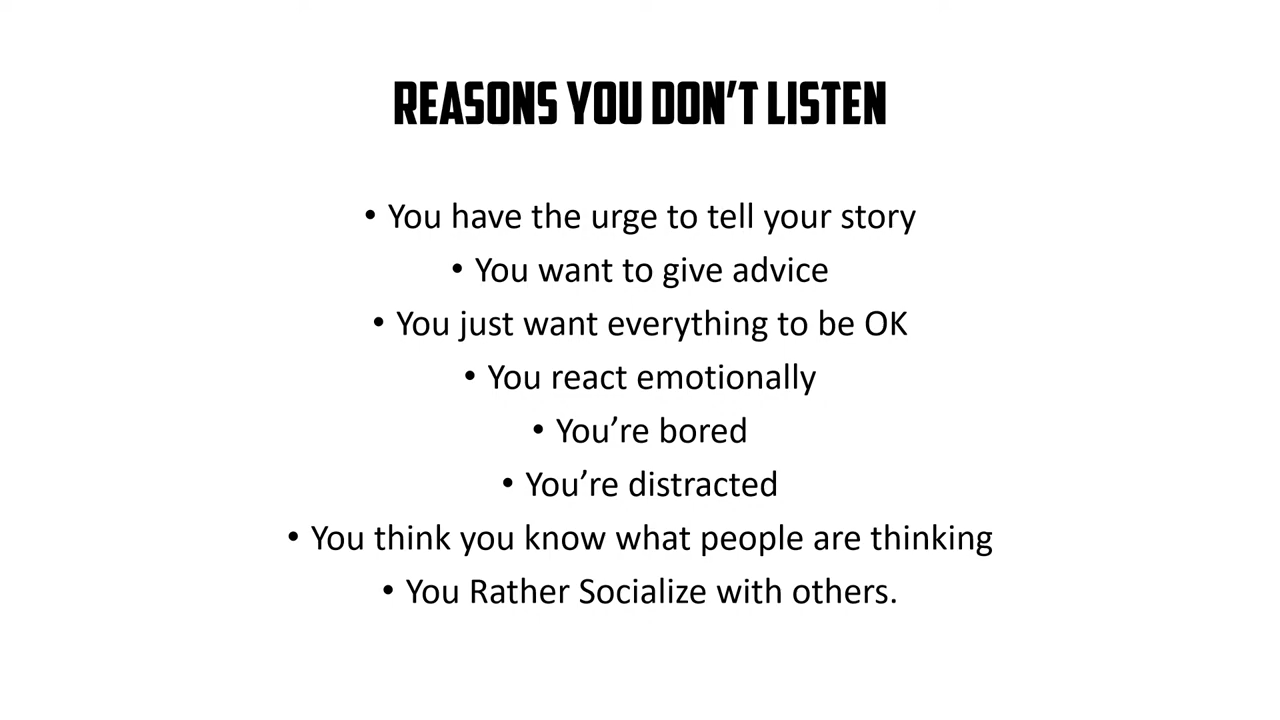 REASONS YOU DON’T LISTEN
• You have the urge to tell your story
• You want to give advice
• You just want everything to be OK
• You react emotionally
• You’re bored
• You’re distracted
• You think you know what people are thinking
• You Rather Socialize with others.